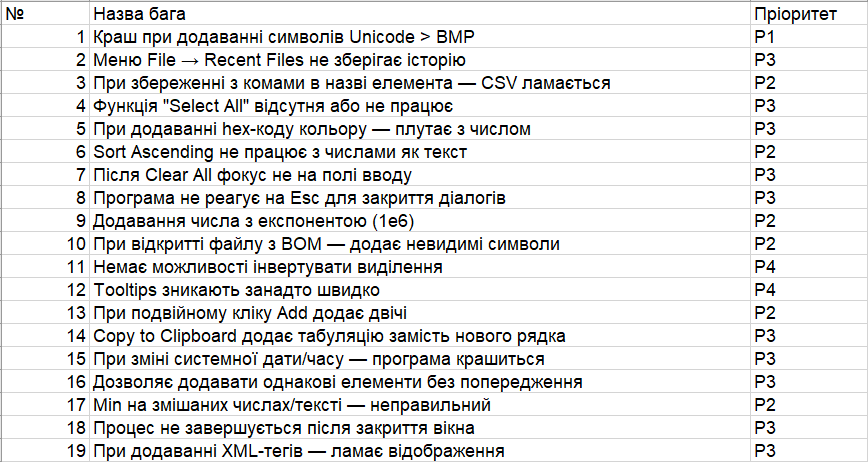 № Назва бага Пріоритет
1 Краш при додаванні символів Unicode > BMP P1
2 Меню File → Recent Files не зберігає історію P3
3 При збереженні з комами в назві елемента — CSV ламається P2
4 Функція "Select All" відсутня або не працює P3
5 При додаванні hex-коду кольору — плутає з числом P3
6 Sort Ascending не працює з числами як текст P2
7 Після Clear All фокус не на полі вводу P3
8 Програма не реагує на Esc для закриття діалогів P3
9 Додавання числа з експонентою (1e6) P2
10 При відкритті файлу з BOM — додає невидимі символи P2
11 Немає можливості інвертувати виділення P4
12 Tooltips зникають занадто швидко P4
13 При подвійному кліку Add додає двічі P2
14 Copy to Clipboard додає табуляцію замість нового рядка P3
15 При зміні системної дати/часу — програма крашиться P3
16 Дозволяє додавати однакові елементи без попередження P3
17 Min на змішаних числах/тексті — неправильний P2
18 Процес не завершується після закриття вікна P3
19 При додаванні XML-тегів — ламає відображення P3